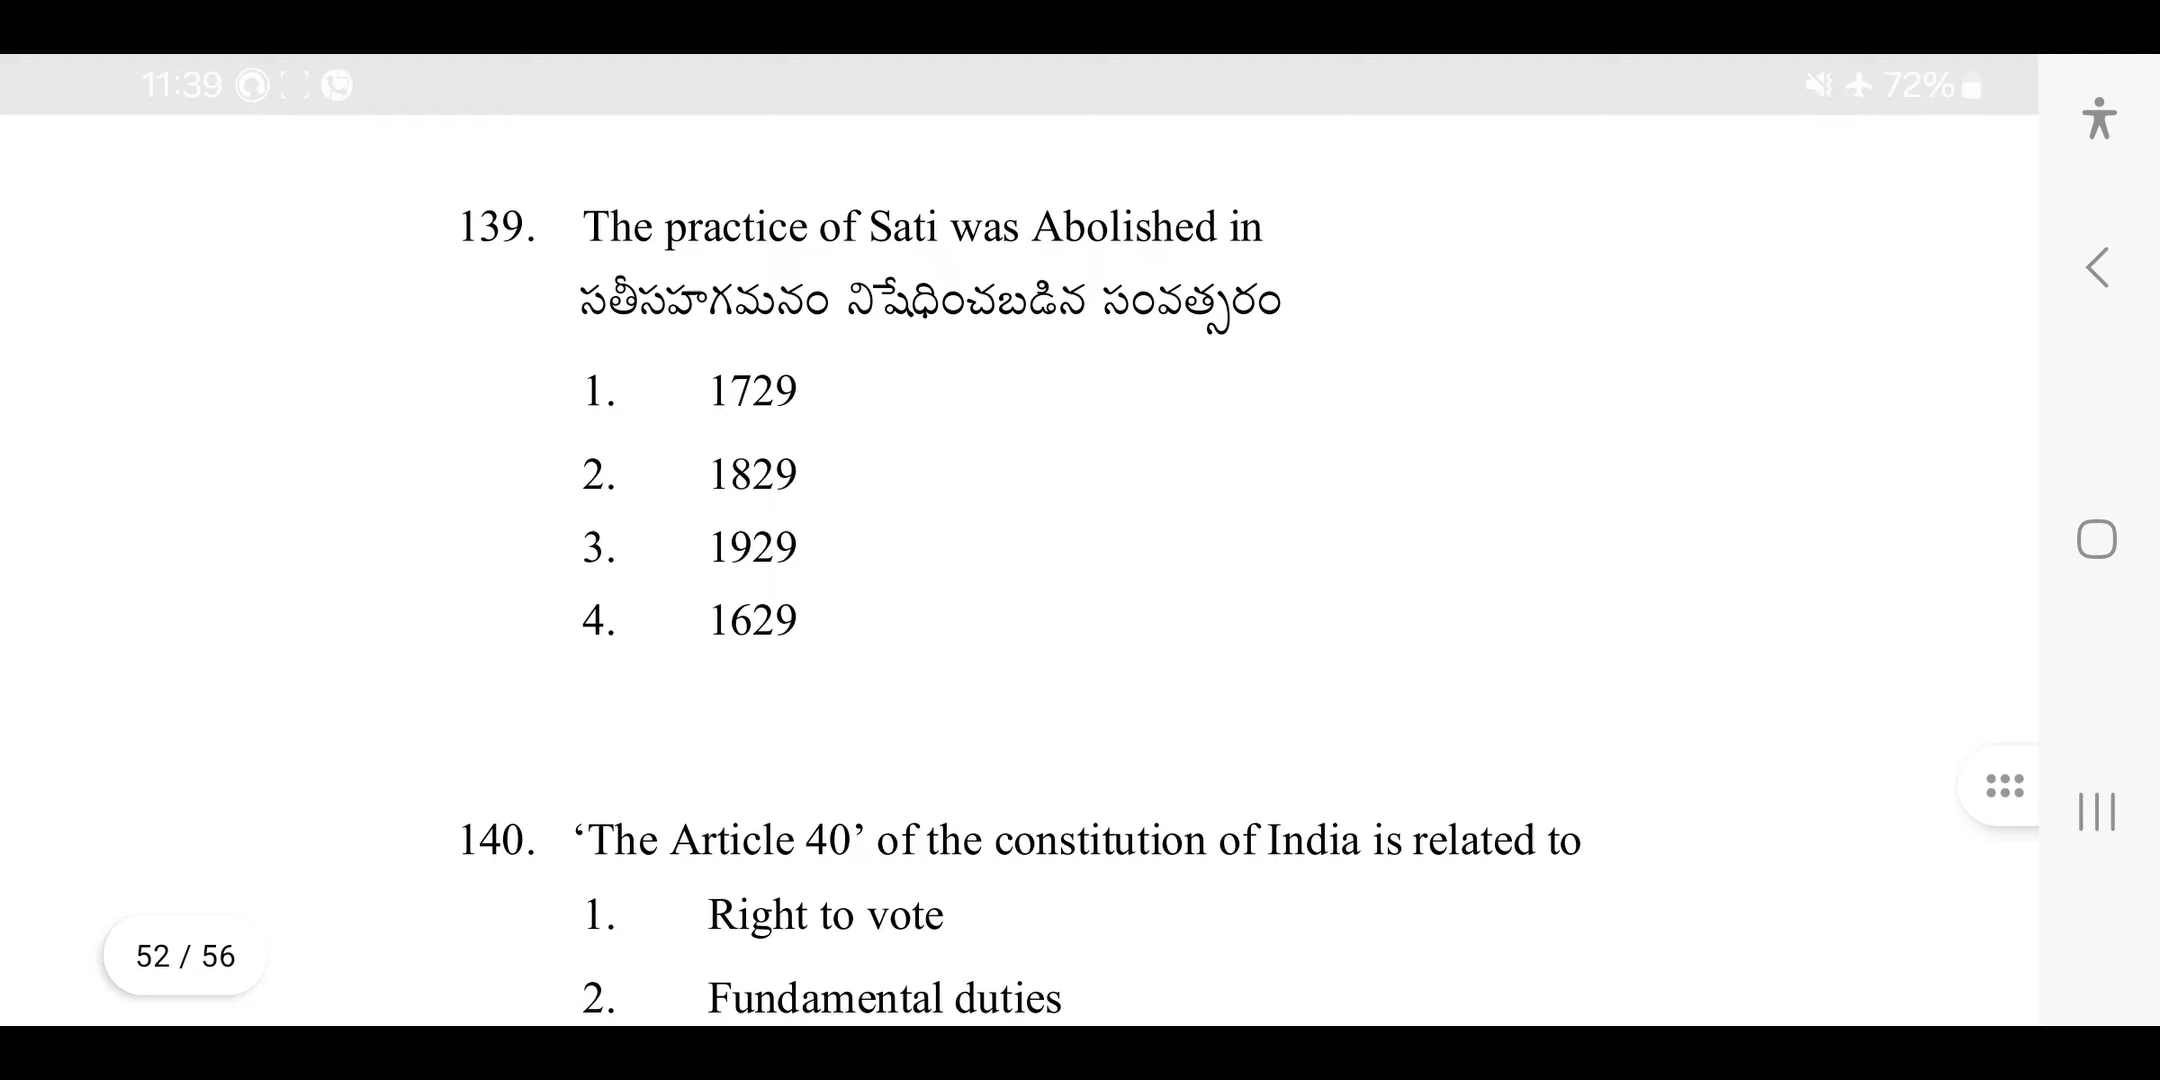 11:39
72%
139. The practice of Sati was Abolished in
సతీసహగమనం నిషేధించబడిన సంవత్సరం
1. 1729
2. 1829
3. 1929
4. 1629
140. ‘The Article 40’ of the constitution of India is related to
1. Right to vote
52 / 56
2. Fundamental duties